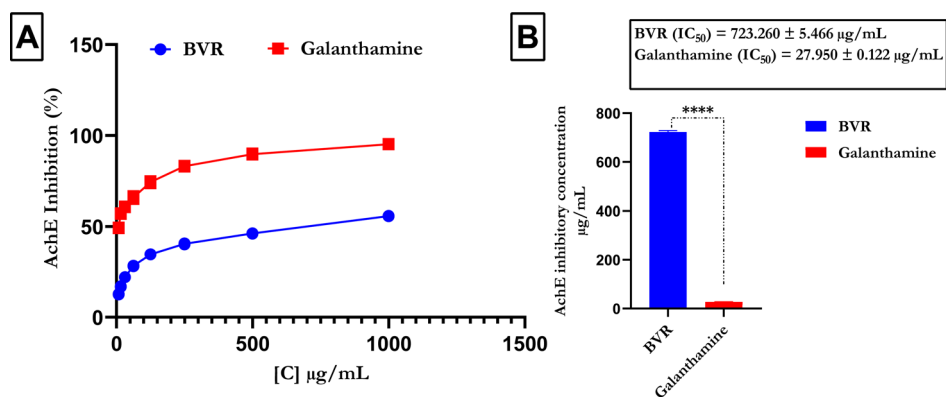 A
BVR
Galanthamine
150
100
50
0
AchE Inhibition (%)
0
500
1000
1500
[C] µg/mL
B
BVR (IC50) = 723.260 ± 5.466 µg/mL
Galanthamine (IC50) = 27.950 ± 0.122 µg/mL
****
BVR
Galanthamine
800
600
400
200
0
AchE inhibitory concentration
µg/mL
BVR
Galanthamine